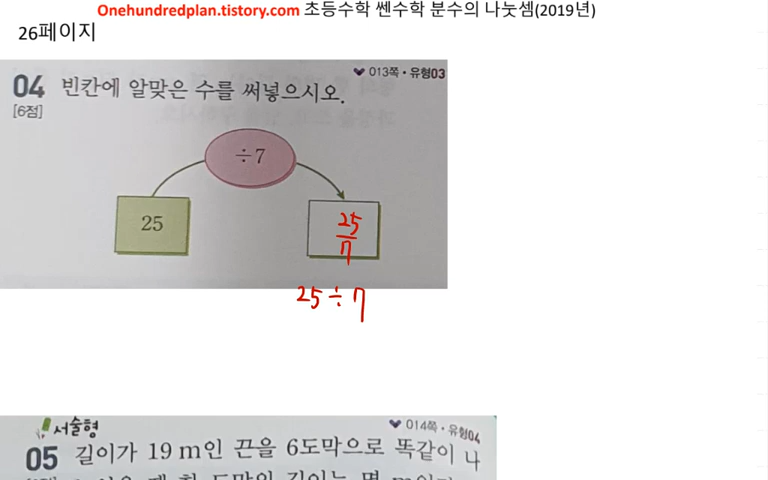 Onehundredplan.tistory.com 초등수학 쎈수학 분수의 나눗셈(2019년)
26페이지
013쪽·유형03
04 빈칸에 알맞은 수를 써넣으시오.
[6점]
÷7
25
25
7
25÷7
서술형
014쪽·유형04
05 길이가 19 m인 끈을 6도막으로 똑같이 나